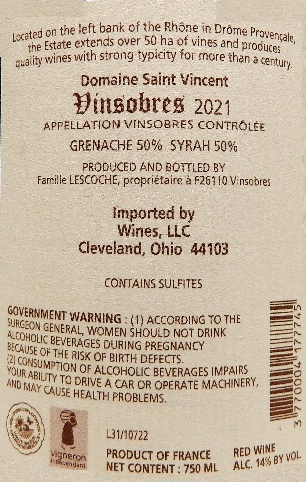 Located on the left bank of the Rhône in Drôme Provençale,
the Estate extends over 50 ha of vines and produces
quality wines with strong typicity for more than a century.
Domaine Saint Vincent
Vinsobres 2021
APPELLATION VINSOBRES CONTRÔLÉE
GRENACHE 50% SYRAH 50%
PRODUCED AND BOTTLED BY
Famille LESCOCHE, propriétaire à F26110 Vinsobres
Imported by
Wines, LLC
Cleveland, Ohio 44103
CONTAINS SULFITES
GOVERNMENT WARNING : (1) ACCORDING TO THE
SURGEON GENERAL, WOMEN SHOULD NOT DRINK
ALCOHOLIC BEVERAGES DURING PREGNANCY
BECAUSE OF THE RISK OF BIRTH DEFECTS.
(2) CONSUMPTION OF ALCOHOLIC BEVERAGES IMPAIRS
YOUR ABILITY TO DRIVE A CAR OR OPERATE MACHINERY,
AND MAY CAUSE HEALTH PROBLEMS.
L31/10722
vigneron
indépendant
PRODUCT OF FRANCE
NET CONTENT : 750 ML
RED WINE
ALC. 14% BY VOL.